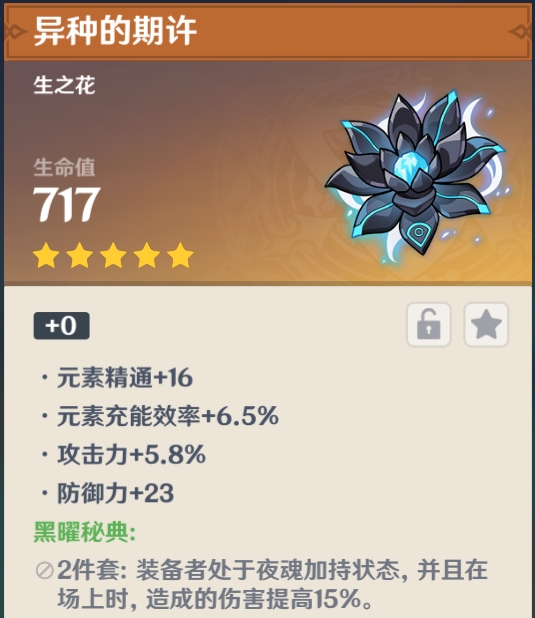 异种的期许
生之花
生命值
717
+0
·元素精通+16
·元素充能效率+6.5%
·攻击力+5.8%
·防御力+23
黑曜秘典:
2件套: 装备者处于夜魂加持状态, 并且在
场上时, 造成的伤害提高15%。